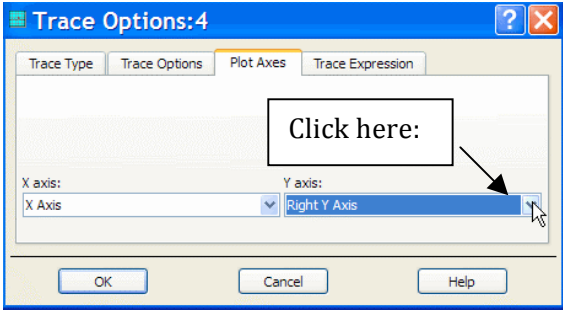 Trace Options:4
Trace Type Trace Options Plot Axes Trace Expression
Click here:
X axis: Y axis:
X Axis Right Y Axis
OK Cancel Help